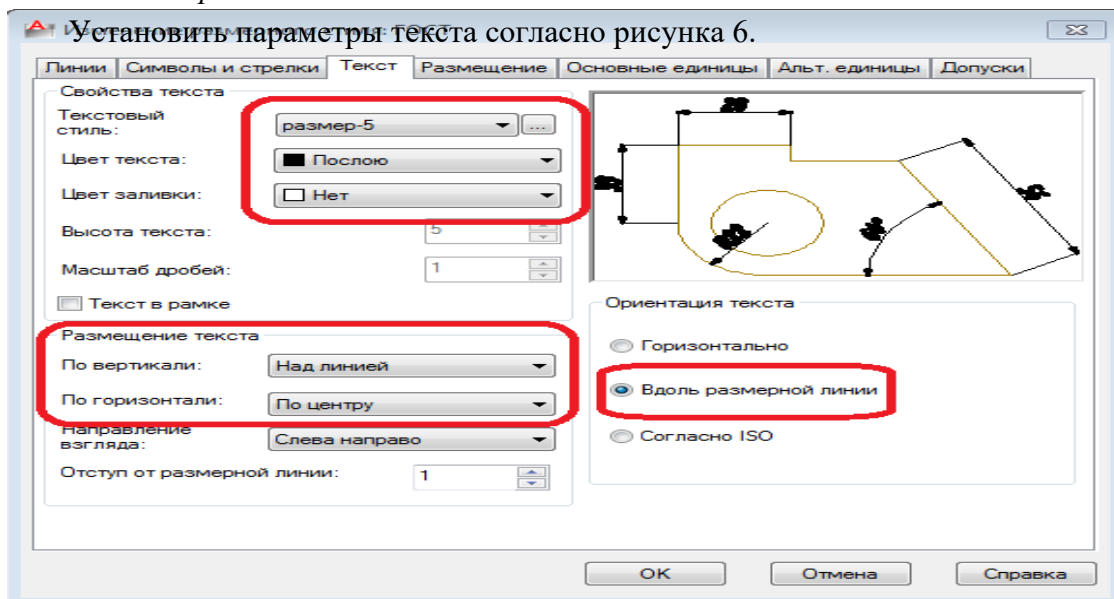 Установить параметры текста согласно рисунка 6.
Линии Символы и стрелки Текст Размещение Основные единицы Альт. единицы Допуски
Свойства текста
Текстовый стиль: размер-5 ...
Цвет текста: Послою
Цвет заливки: Нет
Высота текста: 5
Масштаб дробей: 1
Текст в рамке
Размещение текста
По вертикали: Над линией
По горизонтали: По центру
Направление взгляда: Слева направо
Отступ от размерной линии: 1
Ориентация текста
Горизонтально
Вдоль размерной линии
Согласно ISO
OK Отмена Справка